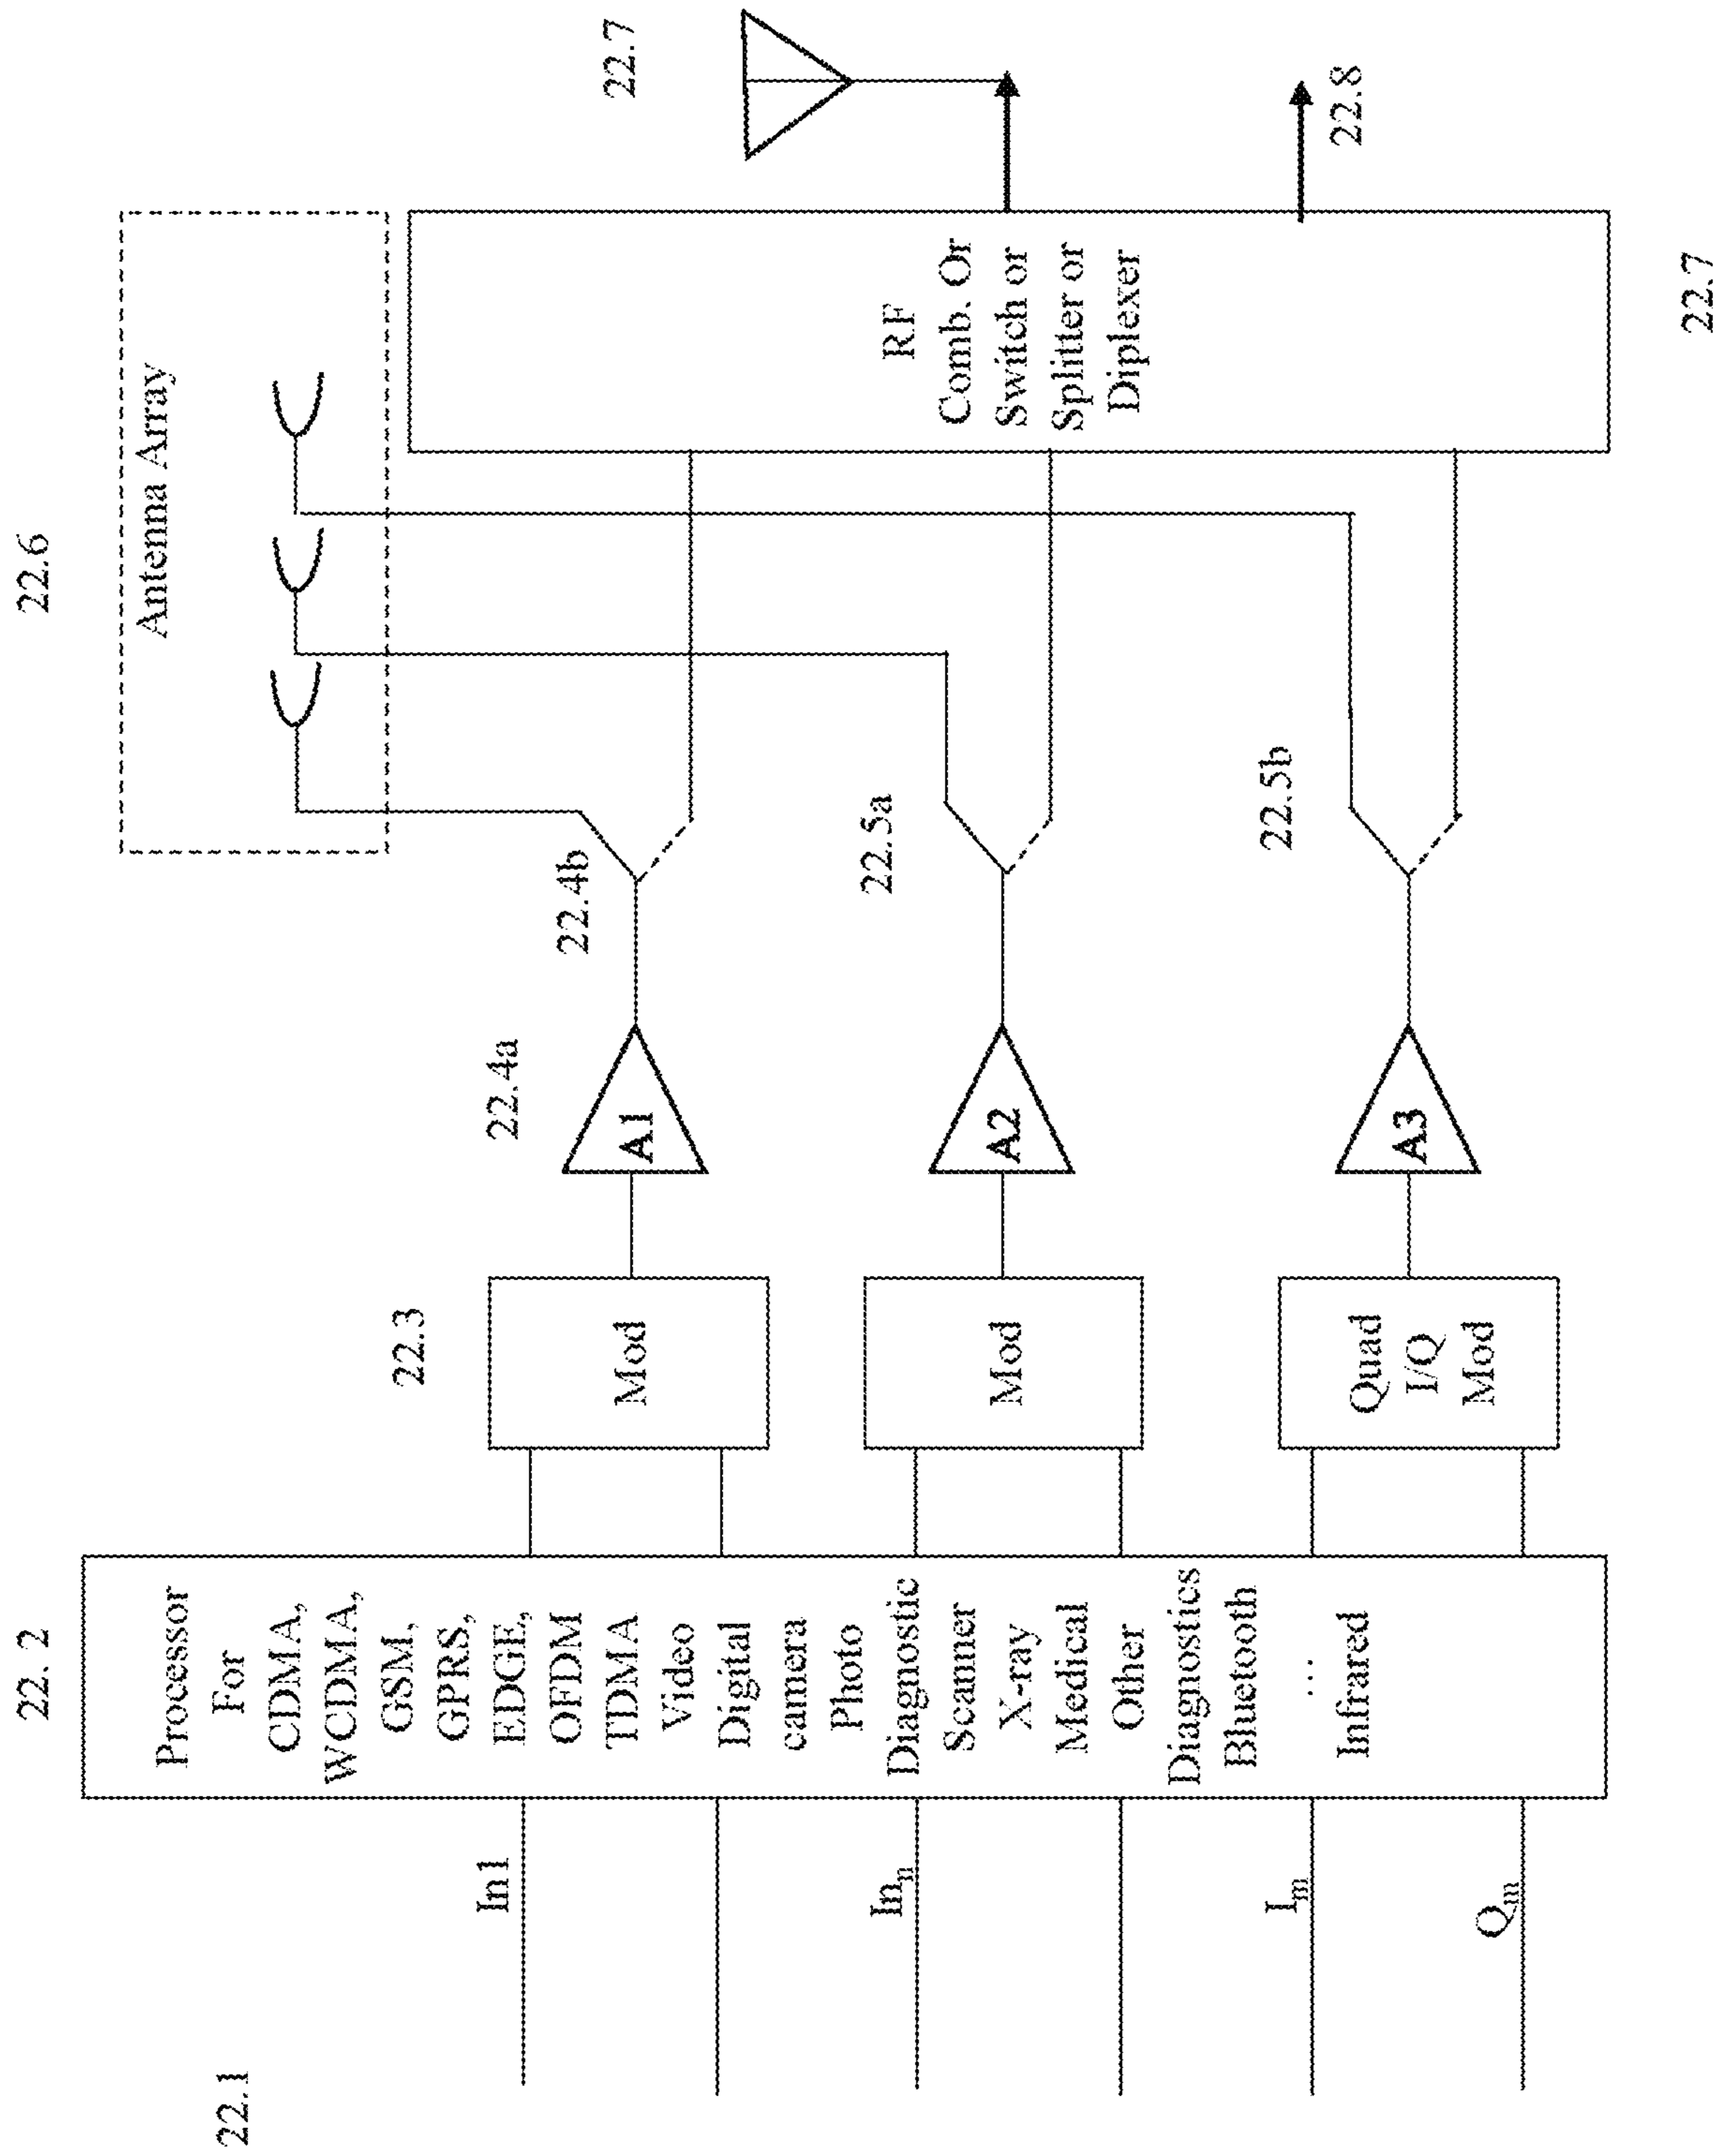 22.1
In1
In_n
I_m
Q_m
22. 2
Processor
For
CDMA,
WCDMA,
GSM,
GPRS,
EDGE,
OFDM
TDMA
Video
Digital
camera
Photo
Diagnostic
Scanner
X-ray
Medical
Other
Diagnostics
Bluetooth
...
Infrared
22.3
Mod
Mod
Quad
I/Q
Mod
22.4a
A1
A2
A3
22.4b
22.5a
22.5b
22.6
Antenna Array
RF
Comb. Or
Switch or
Splitter or
Diplexer
22.7
22.7
22.8